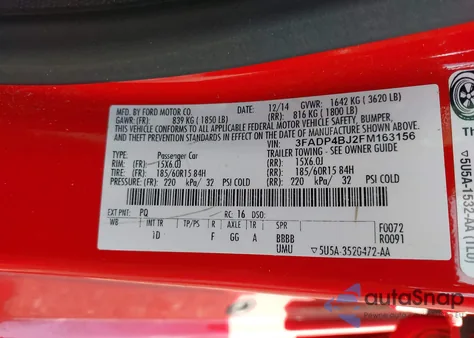 MFD. BY FORD MOTOR CO.
12/14 GVWR: 1642 KG ( 3620 LB)
GAWR: (FR): 839 KG ( 1850 LB) RR: 816 KG ( 1800 LB)
THIS VEHICLE CONFORMS TO ALL APPLICABLE FEDERAL MOTOR VEHICLE SAFETY, BUMPER,
AND THEFT PREVENTION STANDARDS IN EFFECT ON THE DATE OF MANUFACTURE SHOWN ABOVE.
VIN: 3FADP4BJ2FM163156
TYPE: Passenger Car TRAILER TOWING - SEE OWNER GUIDE
RIM: (FR): 15X6.0J 15X6.0J
TIRE: (FR): 185/60R15 84H (RR): 185/60R15 84H
PRESSURE: (FR): 220 kPa/ 32 PSI COLD (RR): 220 kPa/ 32 PSI COLD
EXT PNT: PQ RC: 16 DSO:
WB INT TR TP/PS R AXLE TR SPR F0072
1D F GG A BBBB R0091
UMU ▽5U5A-3520472-AA
Th
5U5A-1532-AA (TLU)
autoSnap